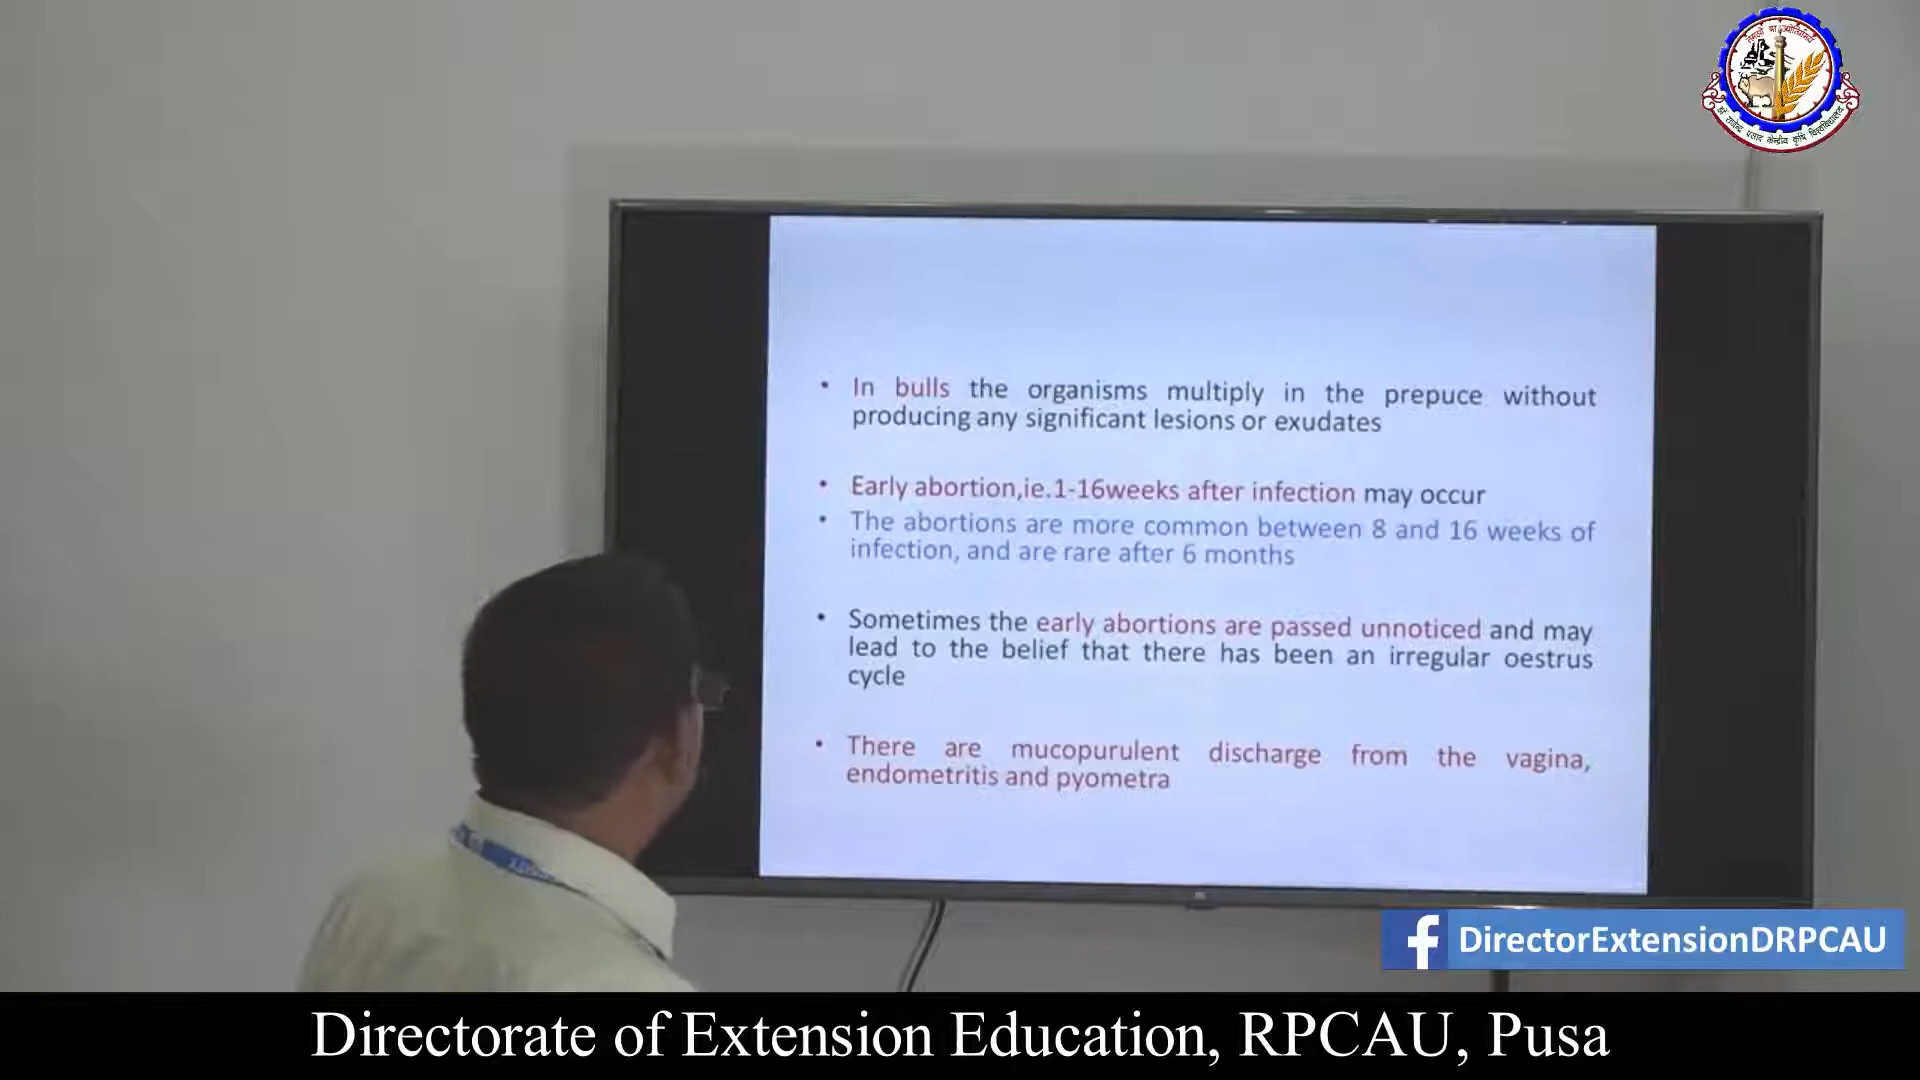 • In bulls the organisms multiply in the prepuce without
producing any significant lesions or exudates
• Early abortion,ie.1-16weeks after infection may occur
• The abortions are more common between 8 and 16 weeks of
infection, and are rare after 6 months
• Sometimes the early abortions are passed unnoticed and may
lead to the belief that there has been an irregular oestrus
cycle
• There are mucopurulent discharge from the vagina,
endometritis and pyometra
DirectorExtensionDRPCAU
Directorate of Extension Education, RPCAU, Pusa